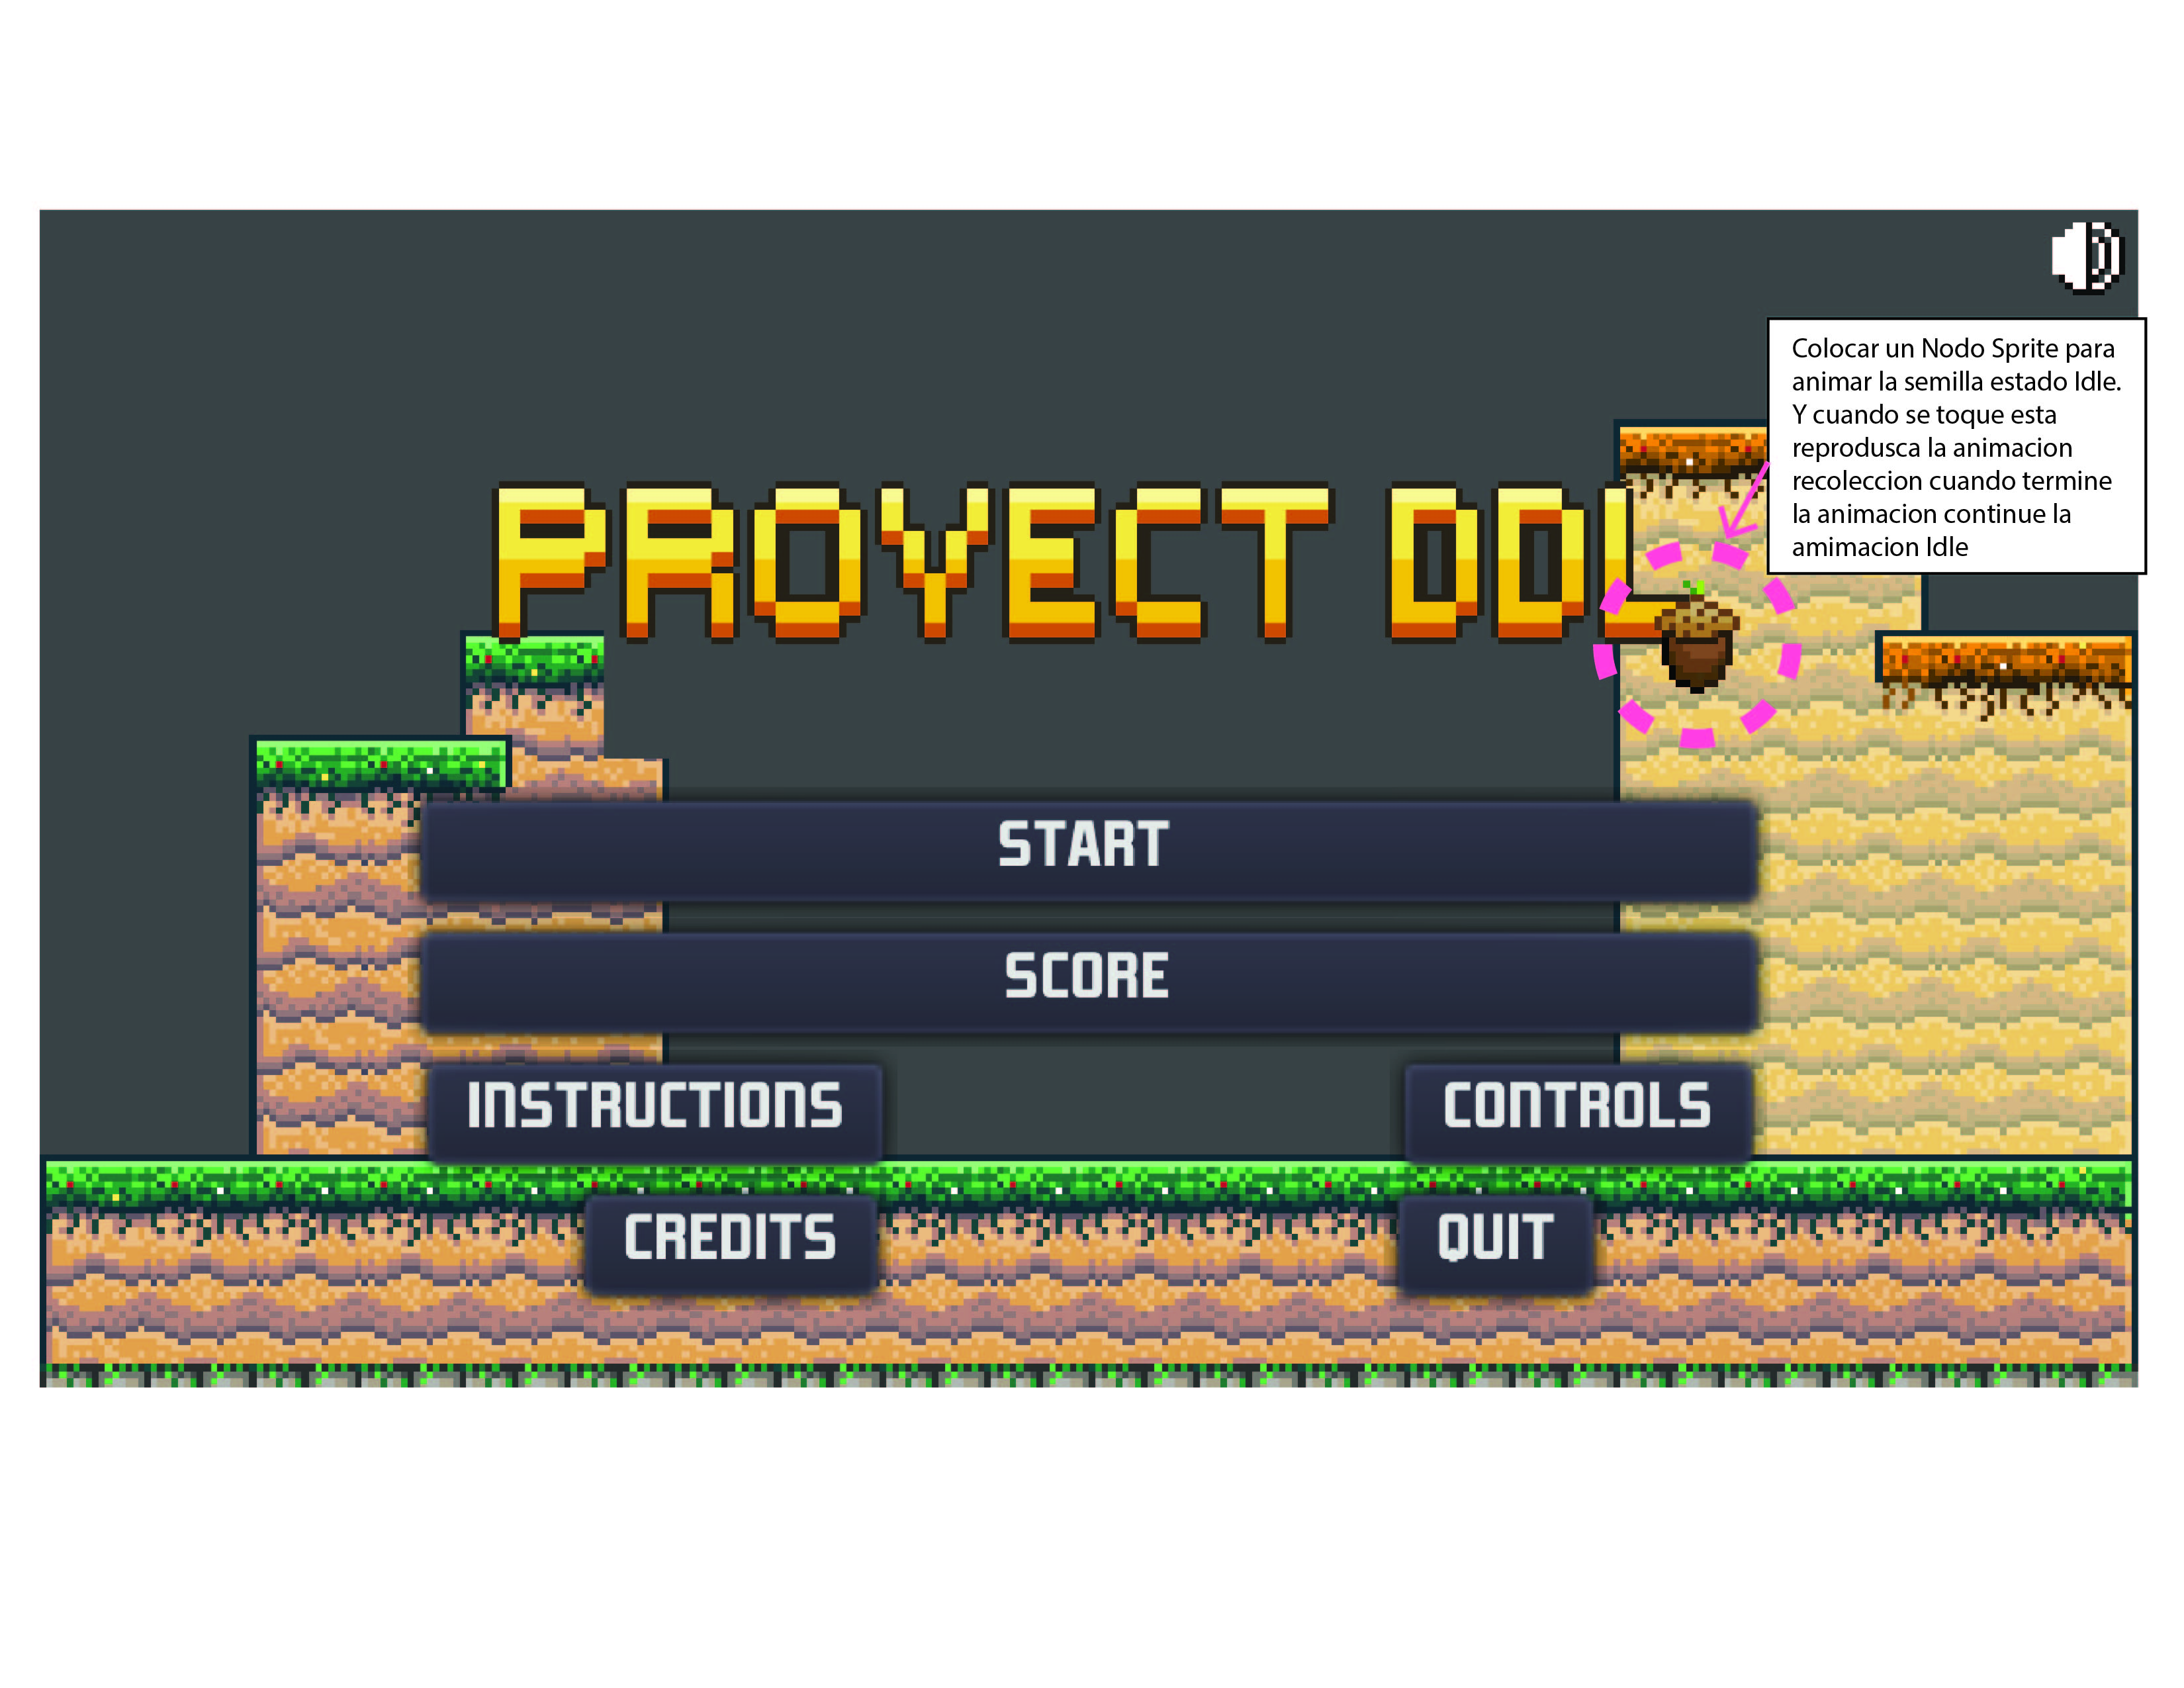 Colocar un Nodo Sprite para
animar la semilla estado Idle.
Y cuando se toque esta
reprodusca la animacion
recoleccion cuando termine
la animacion continue la
amimacion Idle
PROYECT DDL
START
SCORE
INSTRUCTIONS
CONTROLS
CREDITS
QUIT